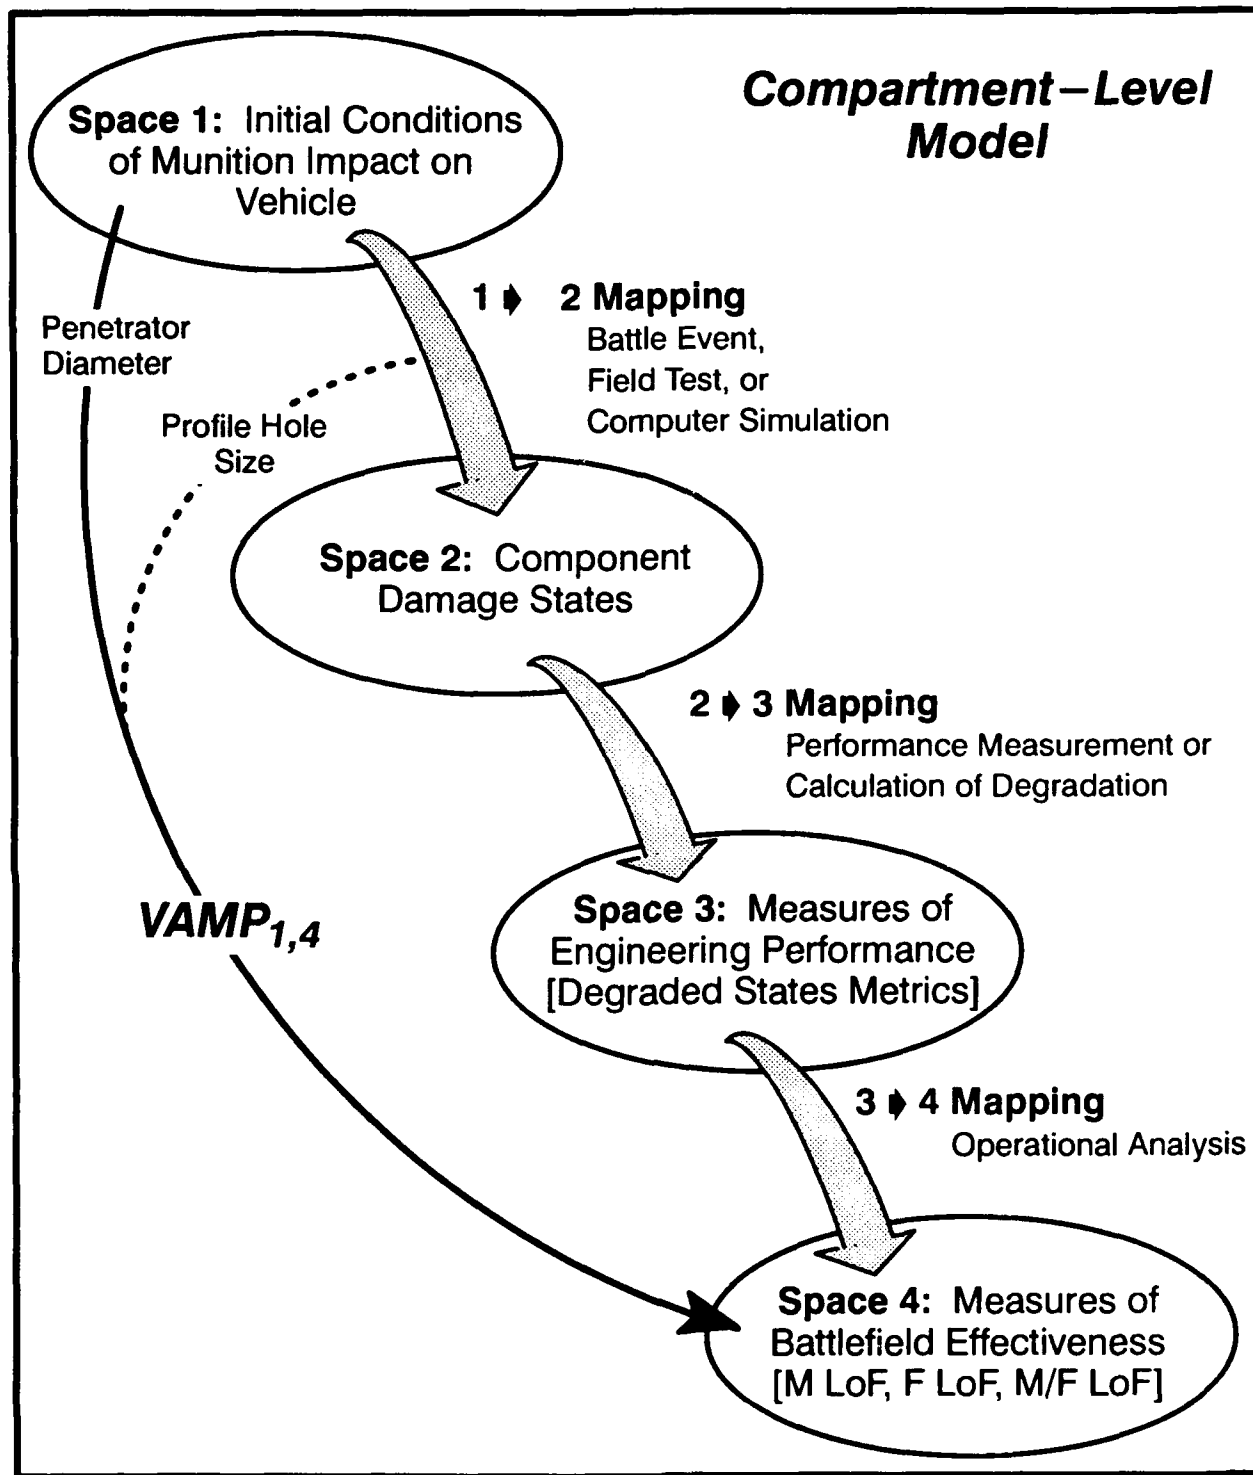 Compartment–Level
Model
Space 1: Initial Conditions
of Munition Impact on
Vehicle
1 ➧ 2 Mapping
Battle Event,
Field Test, or
Computer Simulation
Penetrator
Diameter
Profile Hole
Size
Space 2: Component
Damage States
2 ➧ 3 Mapping
Performance Measurement or
Calculation of Degradation
VAMP1,4
Space 3: Measures of
Engineering Performance
[Degraded States Metrics]
3 ➧ 4 Mapping
Operational Analysis
Space 4: Measures of
Battlefield Effectiveness
[M LoF, F LoF, M/F LoF]